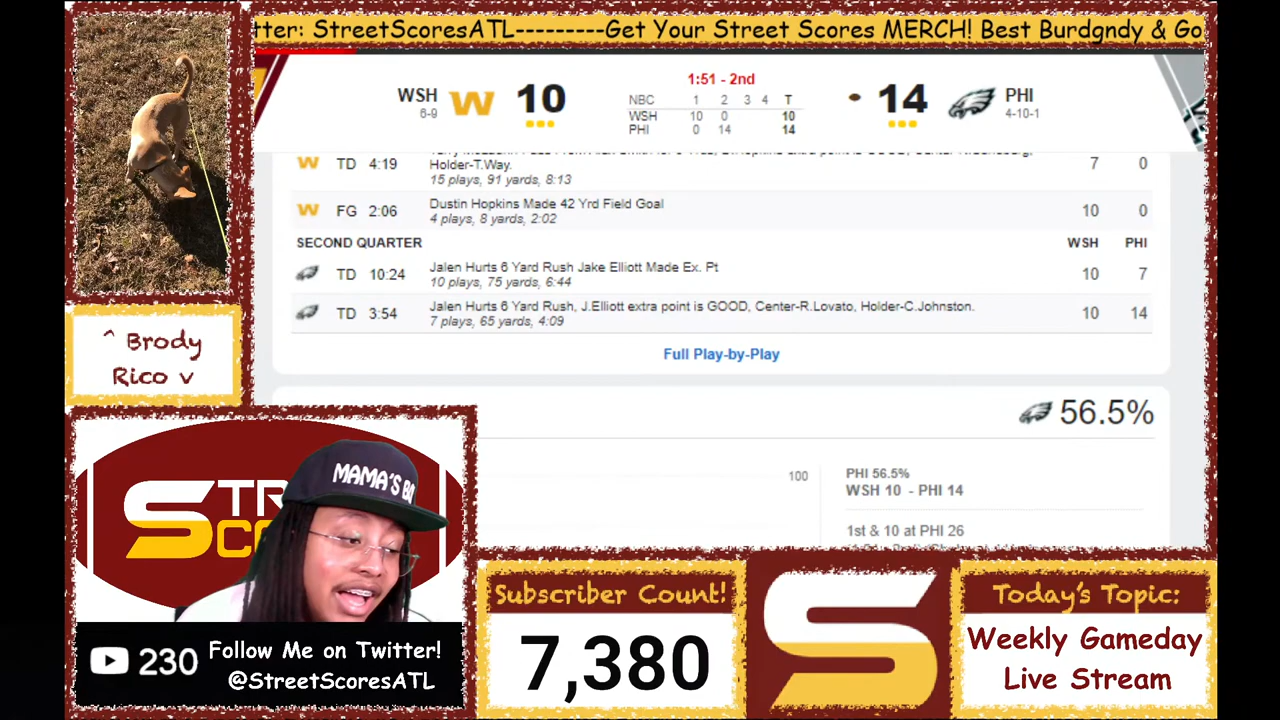 tter: StreetScoresATL---------Get Your Street Scores MERCH! Best Burdgndy & Go
WSH
6-9
W
10
1:51 - 2nd
NBC 1 2 3 4 T
WSH 10 0 10
PHI 0 14 14
14
PHI
4-10-1
W TD 4:19
Holder-T.Way.
15 plays, 91 yards, 8:13
7 0
W FG 2:06
Dustin Hopkins Made 42 Yrd Field Goal
4 plays, 8 yards, 2:02
10 0
SECOND QUARTER WSH PHI
TD 10:24
Jalen Hurts 6 Yard Rush Jake Elliott Made Ex. Pt
10 plays, 75 yards, 6:44
10 7
TD 3:54
Jalen Hurts 6 Yard Rush, J.Elliott extra point is GOOD, Center-R.Lovato, Holder-C.Johnston.
7 plays, 65 yards, 4:09
10 14
Full Play-by-Play
56.5%
100
PHI 56.5%
WSH 10 - PHI 14
1st & 10 at PHI 26
^ Brody
Rico v
STR
SCO
MAMA'S BO
230
Follow Me on Twitter!
@StreetScoresATL
Subscriber Count!
7,380
S
Today's Topic:
Weekly Gameday
Live Stream